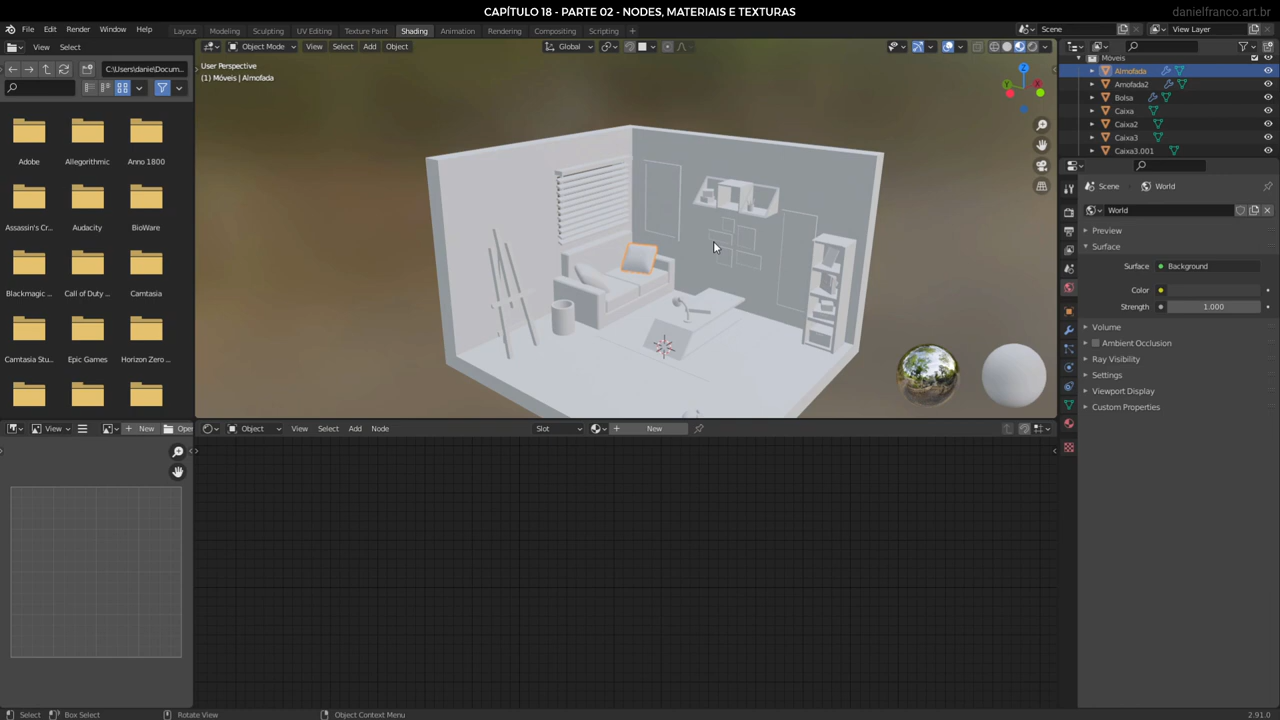 CAPÍTULO 18 - PARTE 02 - NODES, MATERIAIS E TEXTURAS
danielfranco.art.br
File Edit Render Window Help Layout Modeling Sculpting UV Editing Texture Paint Shading Animation Rendering Compositing Scripting + Scene View Layer
View Select Object Mode View Select Add Object Global
C:\Users\danie\Docum...
User Perspective
(1) Móveis | Almofada
Móveis
Almofada
Amofada2
Bolsa
Caixa
Caixa2
Caixa3
Caixa3.001
Adobe Allegorithmic Anno 1800
Assassin's Cr... Audacity BioWare
Blackmagic ... Call of Duty ... Camtasia
Camtasia Stu... Epic Games Horizon Zero ...
Scene World
World
Preview
Surface
Surface Background
Color
Strength 1.000
Volume
Ambient Occlusion
Ray Visibility
Settings
Viewport Display
Custom Properties
View + New Open Object View Select Add Node Slot + New
Select Box Select Rotate View Object Context Menu 2.91.0